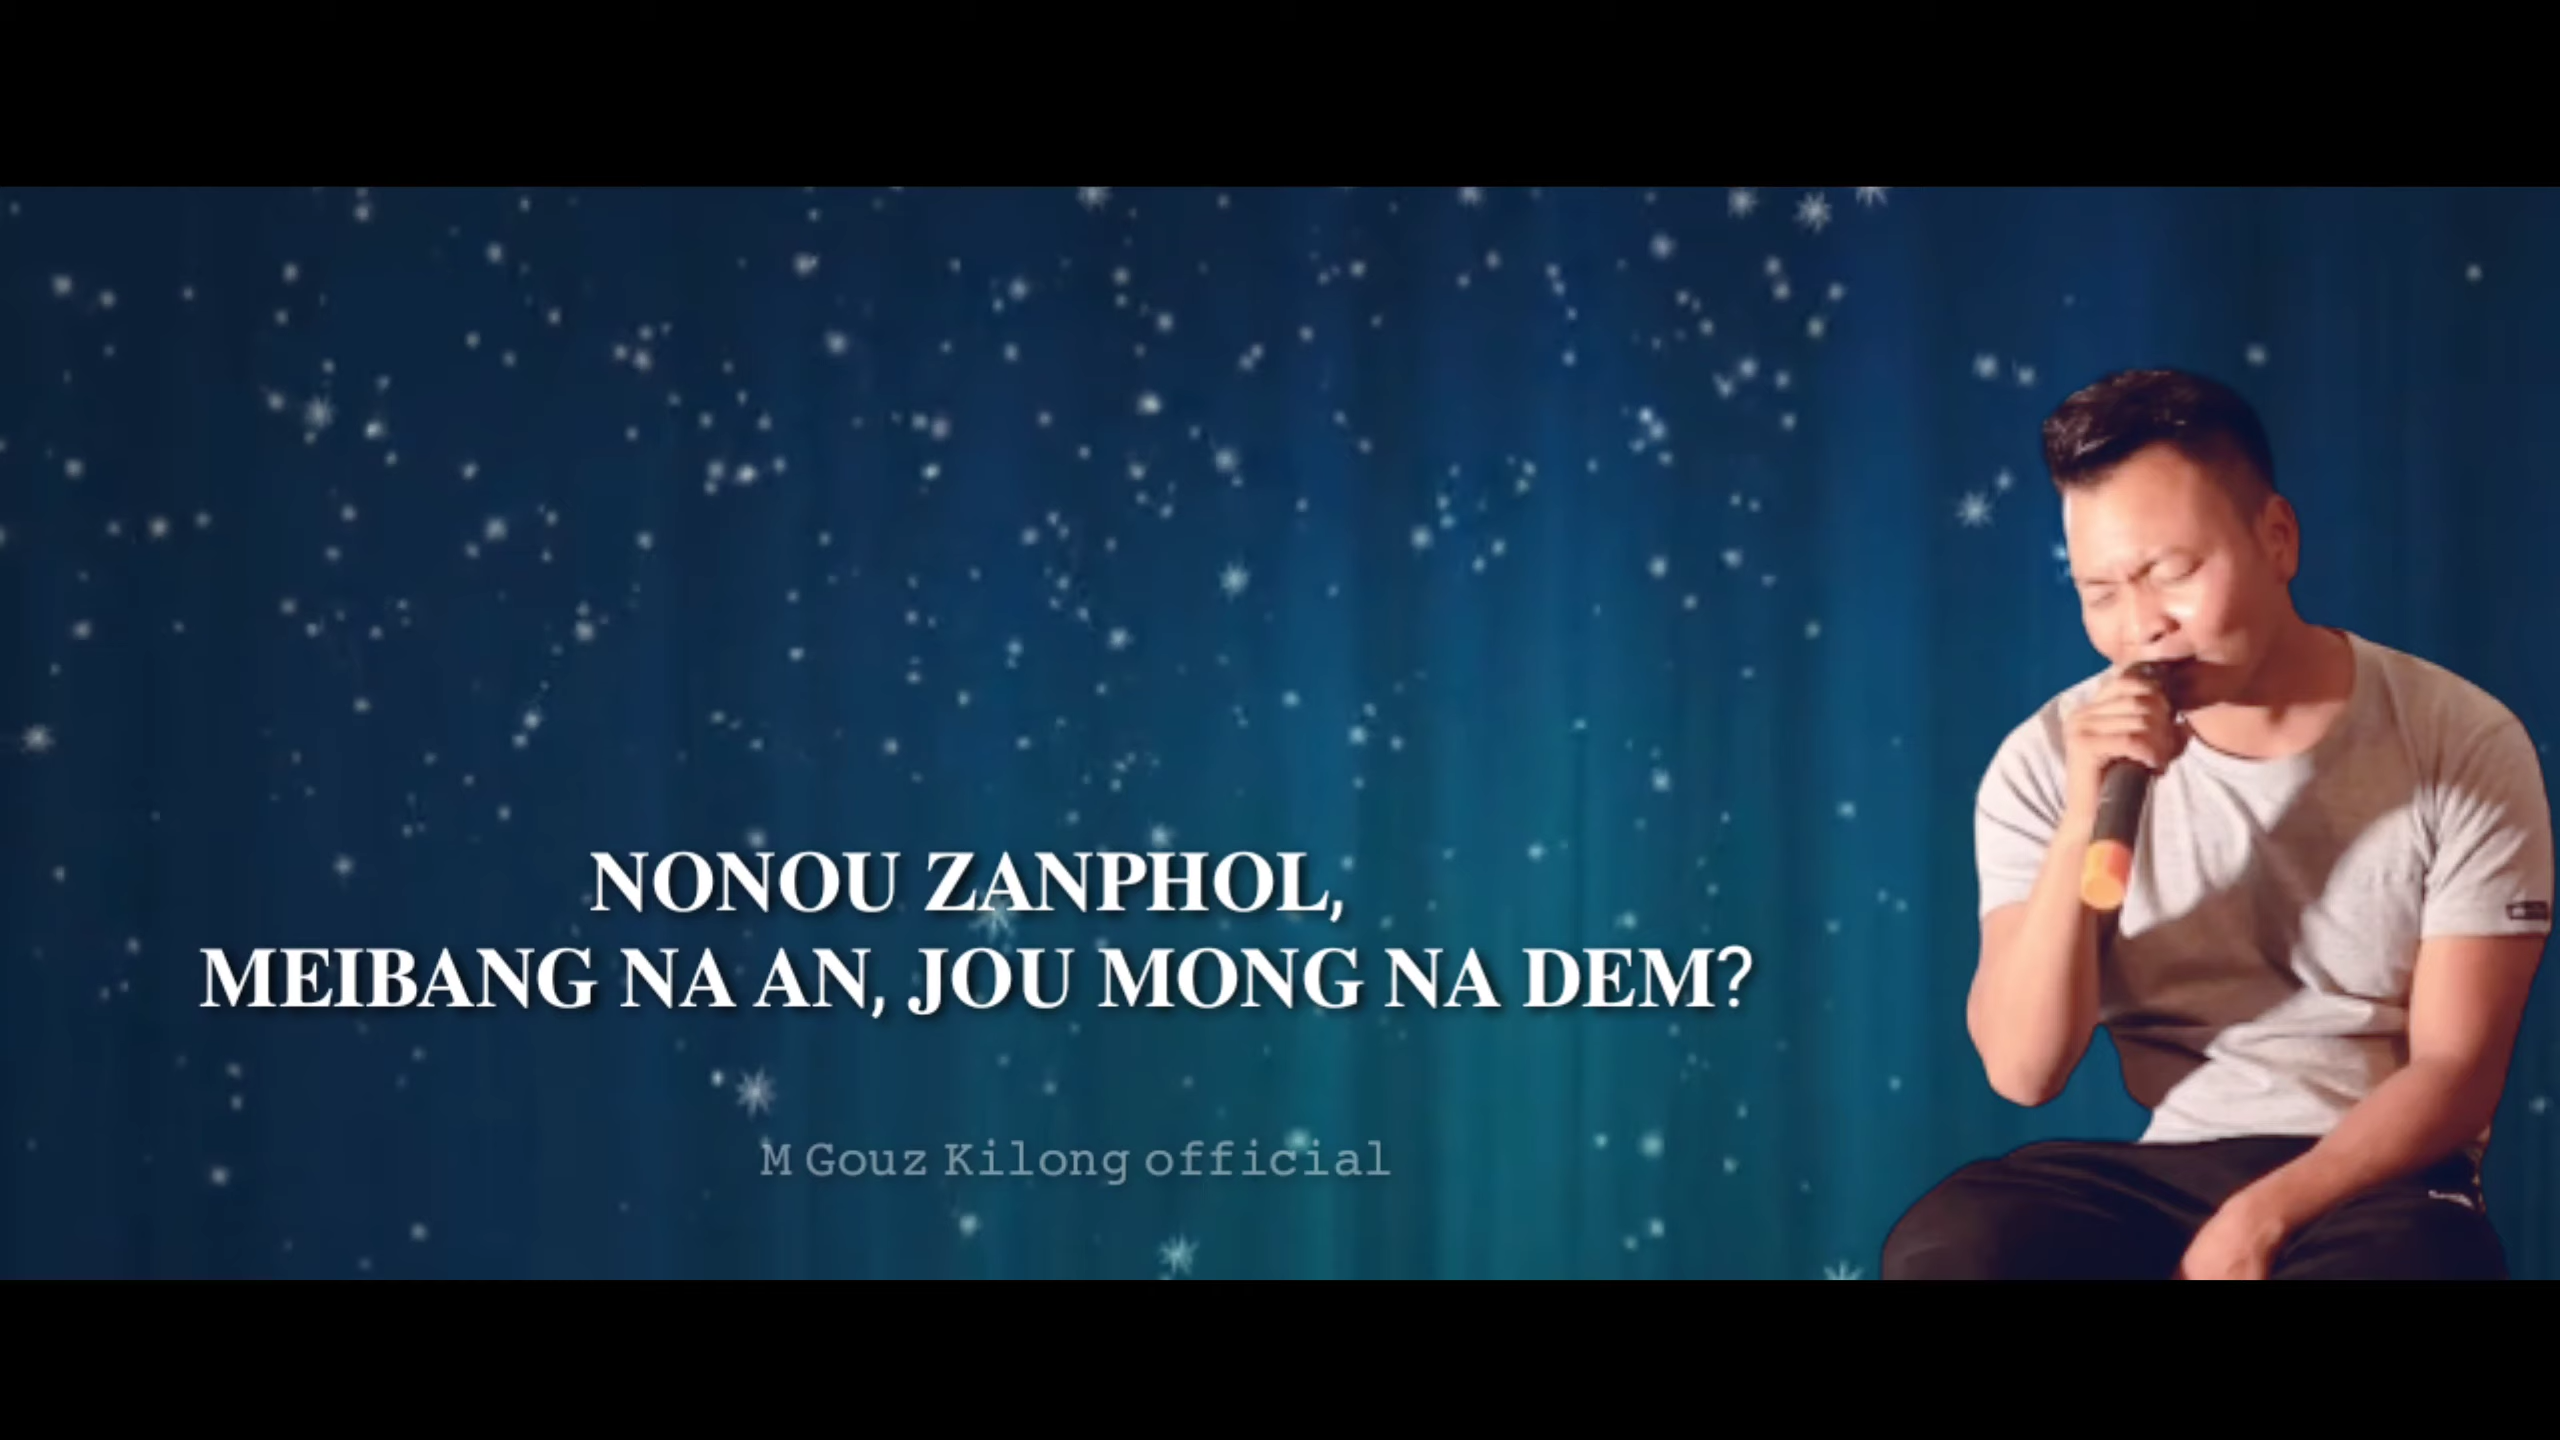 NONOU ZANPHOL,
MEIBANG NA AN, JOU MONG NA DEM?
M Gouz Kilong official